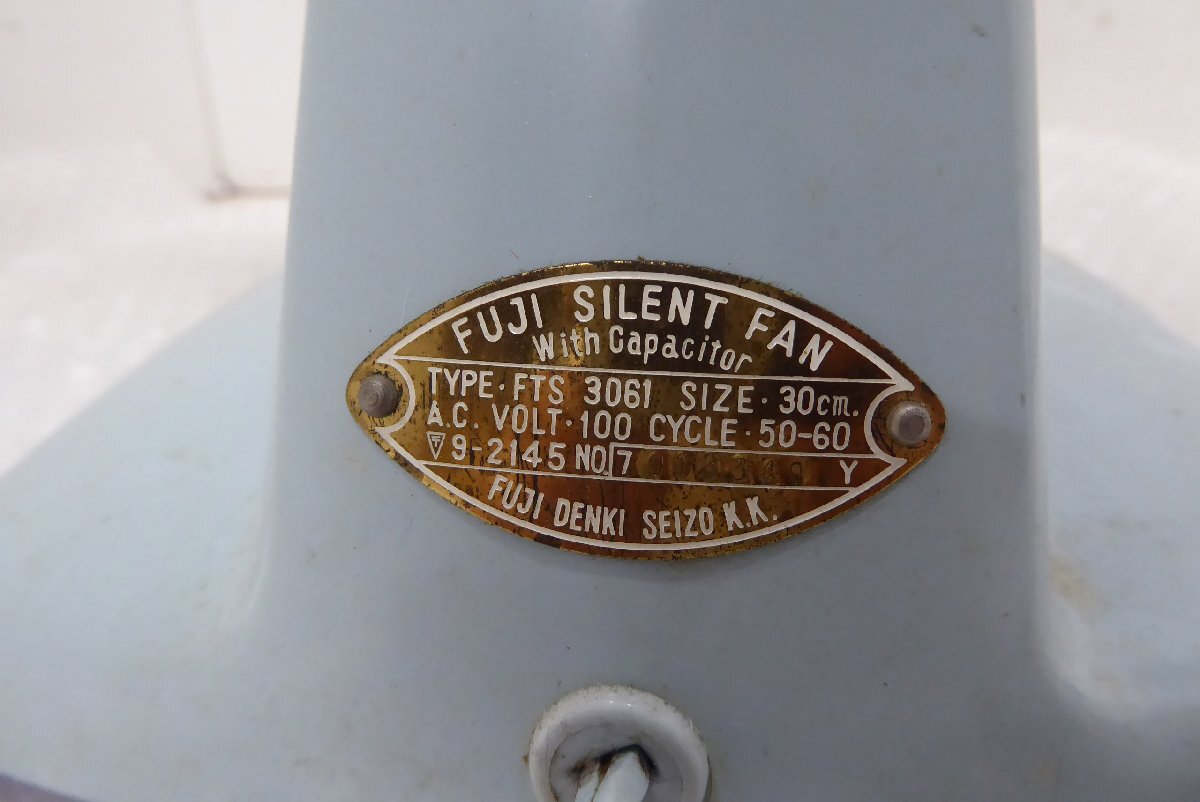 FUJI SILENT FAN
With Capacitor
TYPE·FTS 3061 SIZE·30cm.
A.C. VOLT·100 CYCLE·50-60
9-2145 NO. 7 Y
FUJI DENKI SEIZO K.K.